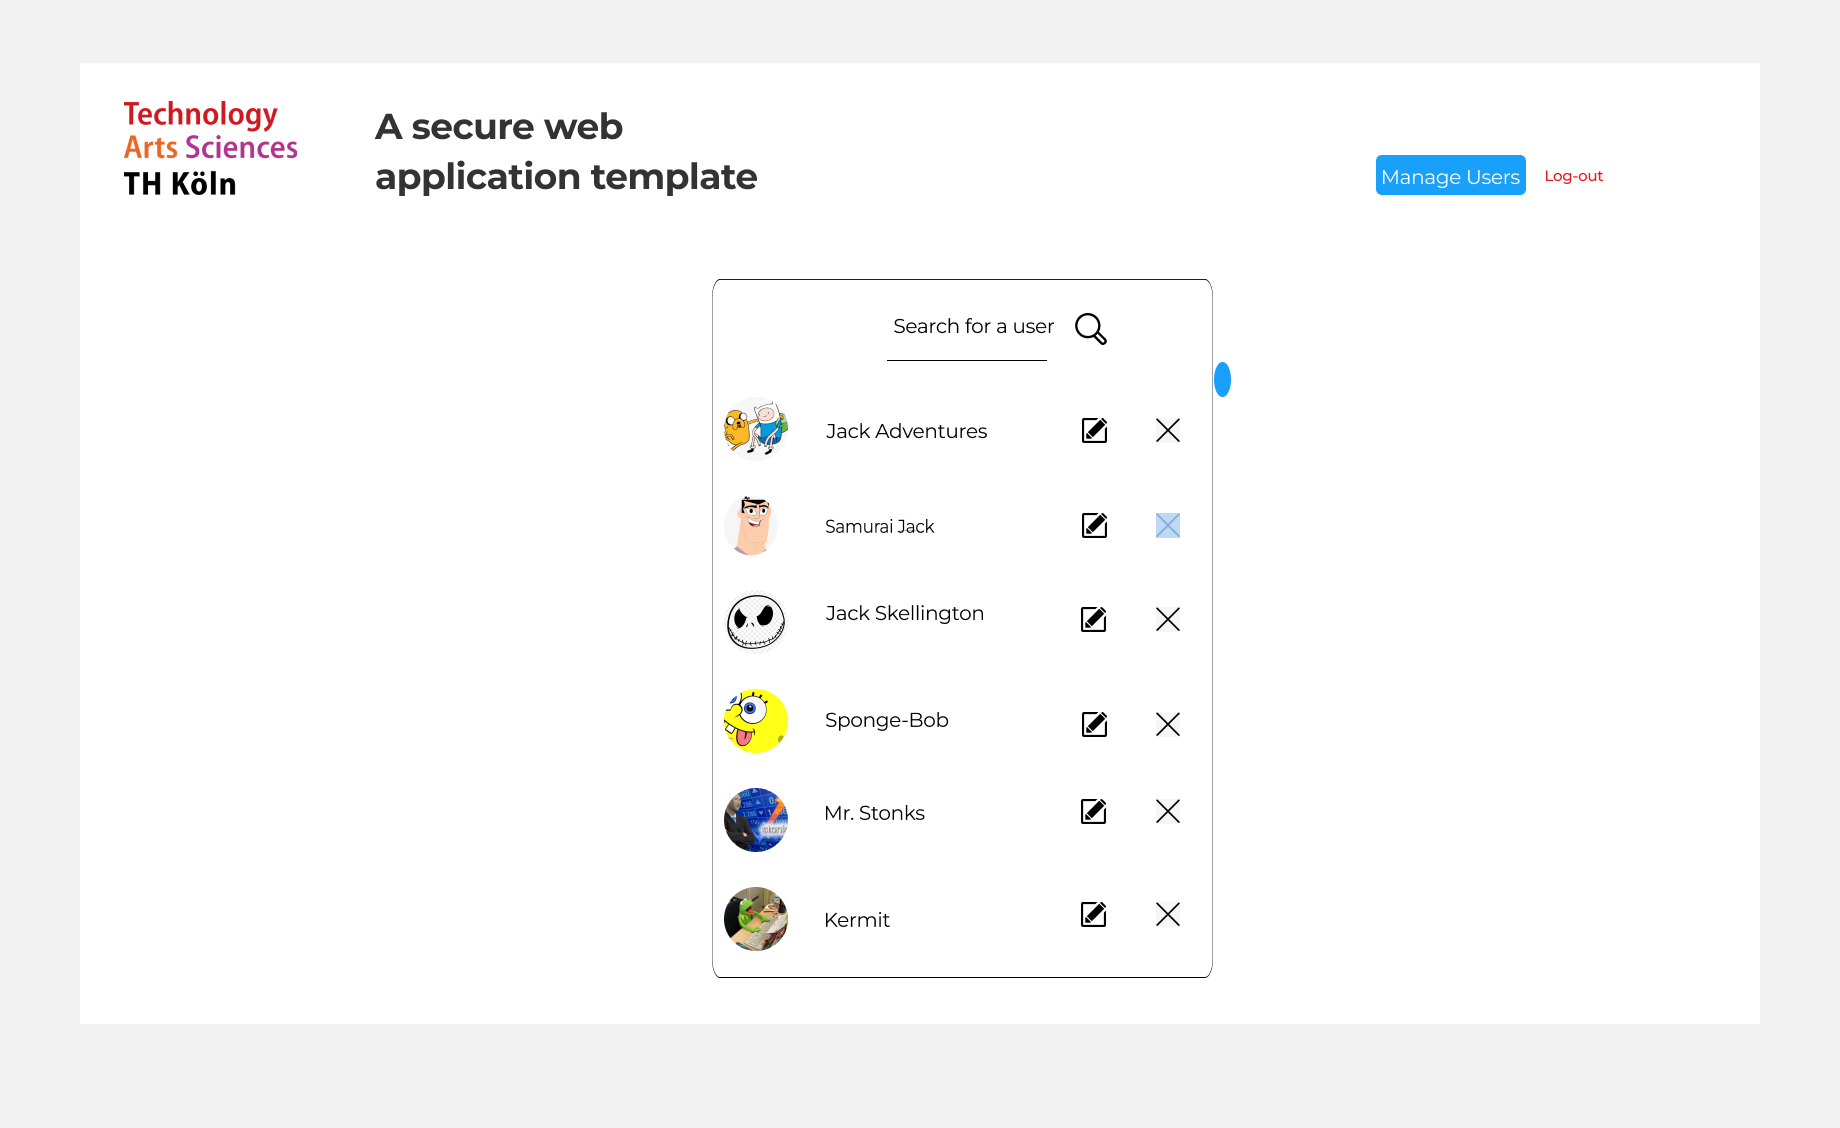 Technology
Arts Sciences
TH Köln
A secure web
application template
Manage Users
Log-out
Search for a user
Jack Adventures
Samurai Jack
Jack Skellington
Sponge-Bob
Mr. Stonks
Kermit